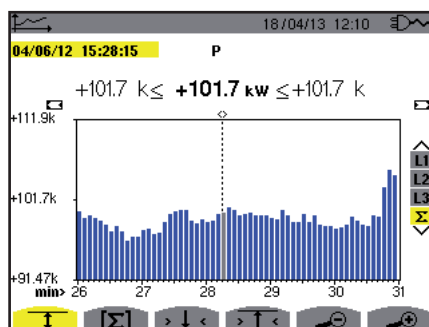 18/04/13 12:10
04/06/12 15:28:15 P
+101.7 k≤ +101.7 kW ≤+101.7 k
+111.9k
+101.7k
+91.47k
L1
L2
L3
Σ
min> 26 27 28 29 30 31
[Σ] >↓< >↑<